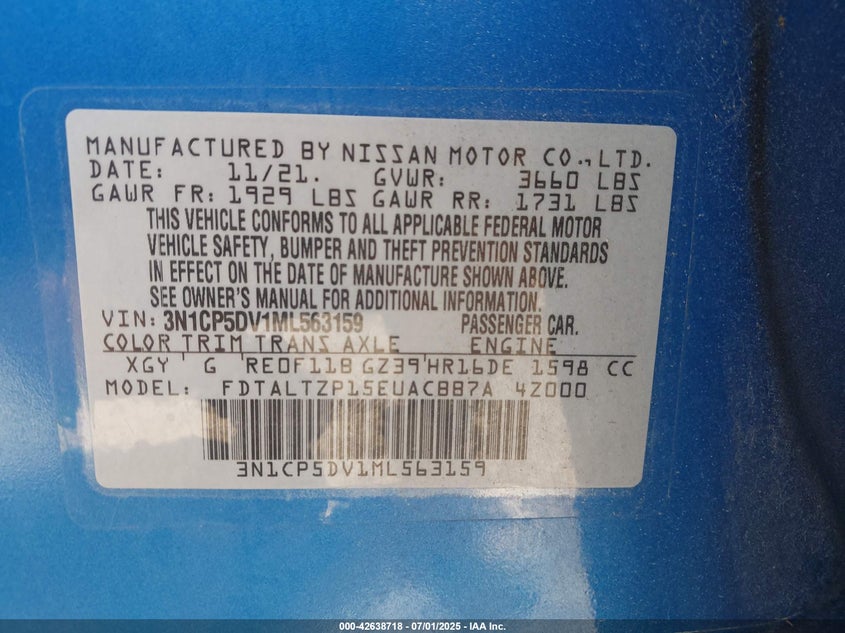 MANUFACTURED BY NISSAN MOTOR CO.,LTD.
DATE: 11/21. GVWR: 3660 LBS
GAWR FR: 1929 LBS GAWR RR: 1731 LBS
THIS VEHICLE CONFORMS TO ALL APPLICABLE FEDERAL MOTOR
VEHICLE SAFETY, BUMPER AND THEFT PREVENTION STANDARDS
IN EFFECT ON THE DATE OF MANUFACTURE SHOWN ABOVE.
SEE OWNER'S MANUAL FOR ADDITIONAL INFORMATION.
VIN: 3N1CP5DV1ML563159 PASSENGER CAR.
COLOR TRIM TRANS AXLE ENGINE
XGY G RE0F11B GZ39 HR16DE 1598 CC
MODEL: FDTALTZP15EUAC887A 4Z000
3N1CP5DV1ML563159
000-42638718 - 07/01/2025 - IAA Inc.